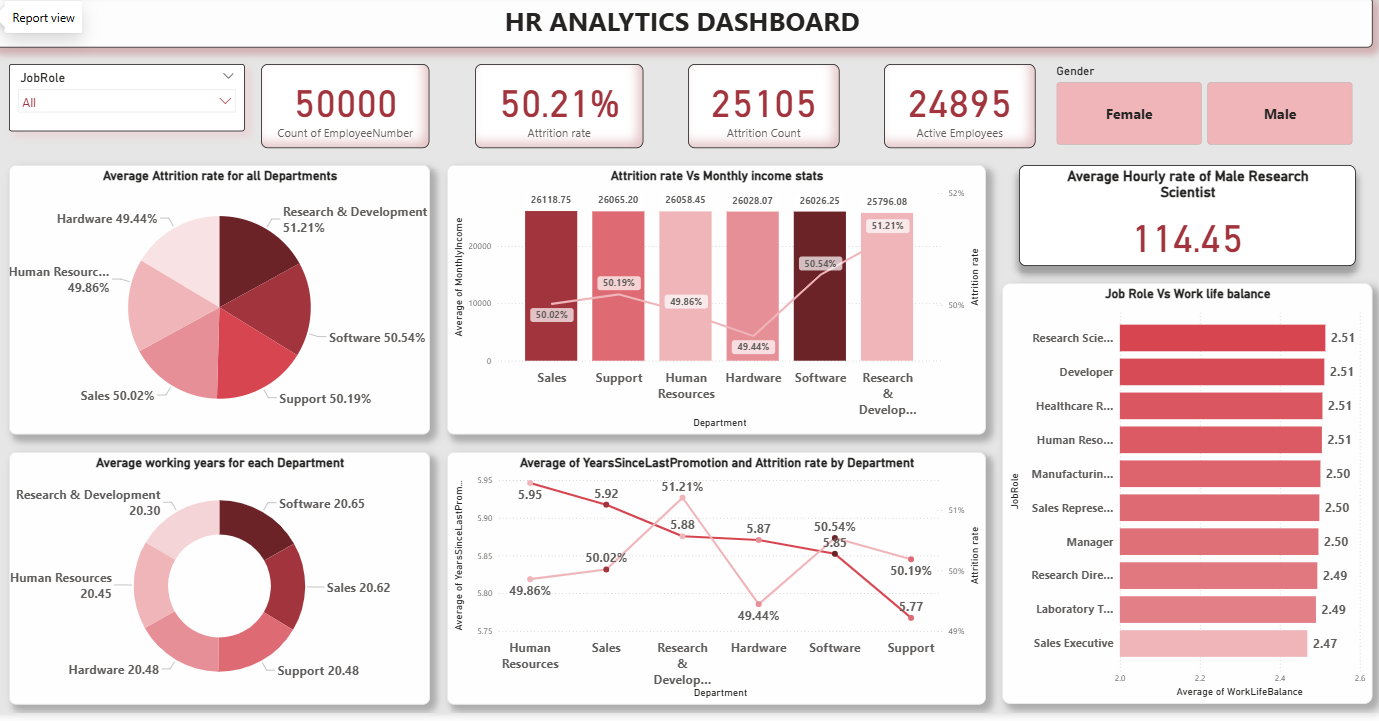 Report view
HR ANALYTICS DASHBOARD
JobRole
All
50000
Count of EmployeeNumber
50.21%
Attrition rate
25105
Attrition Count
24895
Active Employees
Gender
Female
Male
Average Attrition rate for all Departments
Hardware 49.44%
Research & Development
51.21%
Human Resourc...
49.86%
Software 50.54%
Sales 50.02%
Support 50.19%
Attrition rate Vs Monthly income stats
Average of MonthlyIncome
20000
10000
0
26118.75
26065.20
26058.45
26028.07
26026.25
25796.08
50.02%
50.19%
49.86%
49.44%
50.54%
51.21%
52%
50%
Attrition rate
Sales
Support
Human
Resources
Hardware
Software
Research
&
Develop...
Department
Average Hourly rate of Male Research
Scientist
114.45
Average working years for each Department
Research & Development
20.30
Software 20.65
Human Resources
20.45
Sales 20.62
Hardware 20.48
Support 20.48
Average of YearsSinceLastPromotion and Attrition rate by Department
Average of YearsSinceLastProm...
5.95
5.90
5.85
5.80
5.75
5.95
5.92
5.88
5.87
5.85
5.77
49.86%
50.02%
51.21%
49.44%
50.54%
50.19%
51%
50%
49%
Attrition rate
Human
Resources
Sales
Research
&
Develop...
Hardware
Software
Support
Department
Job Role Vs Work life balance
JobRole
Research Scie...
2.51
Developer
2.51
Healthcare R...
2.51
Human Reso...
2.51
Manufacturin...
2.50
Sales Represe...
2.50
Manager
2.50
Research Dire...
2.49
Laboratory T...
2.49
Sales Executive
2.47
2.0
2.2
2.4
2.6
Average of WorkLifeBalance